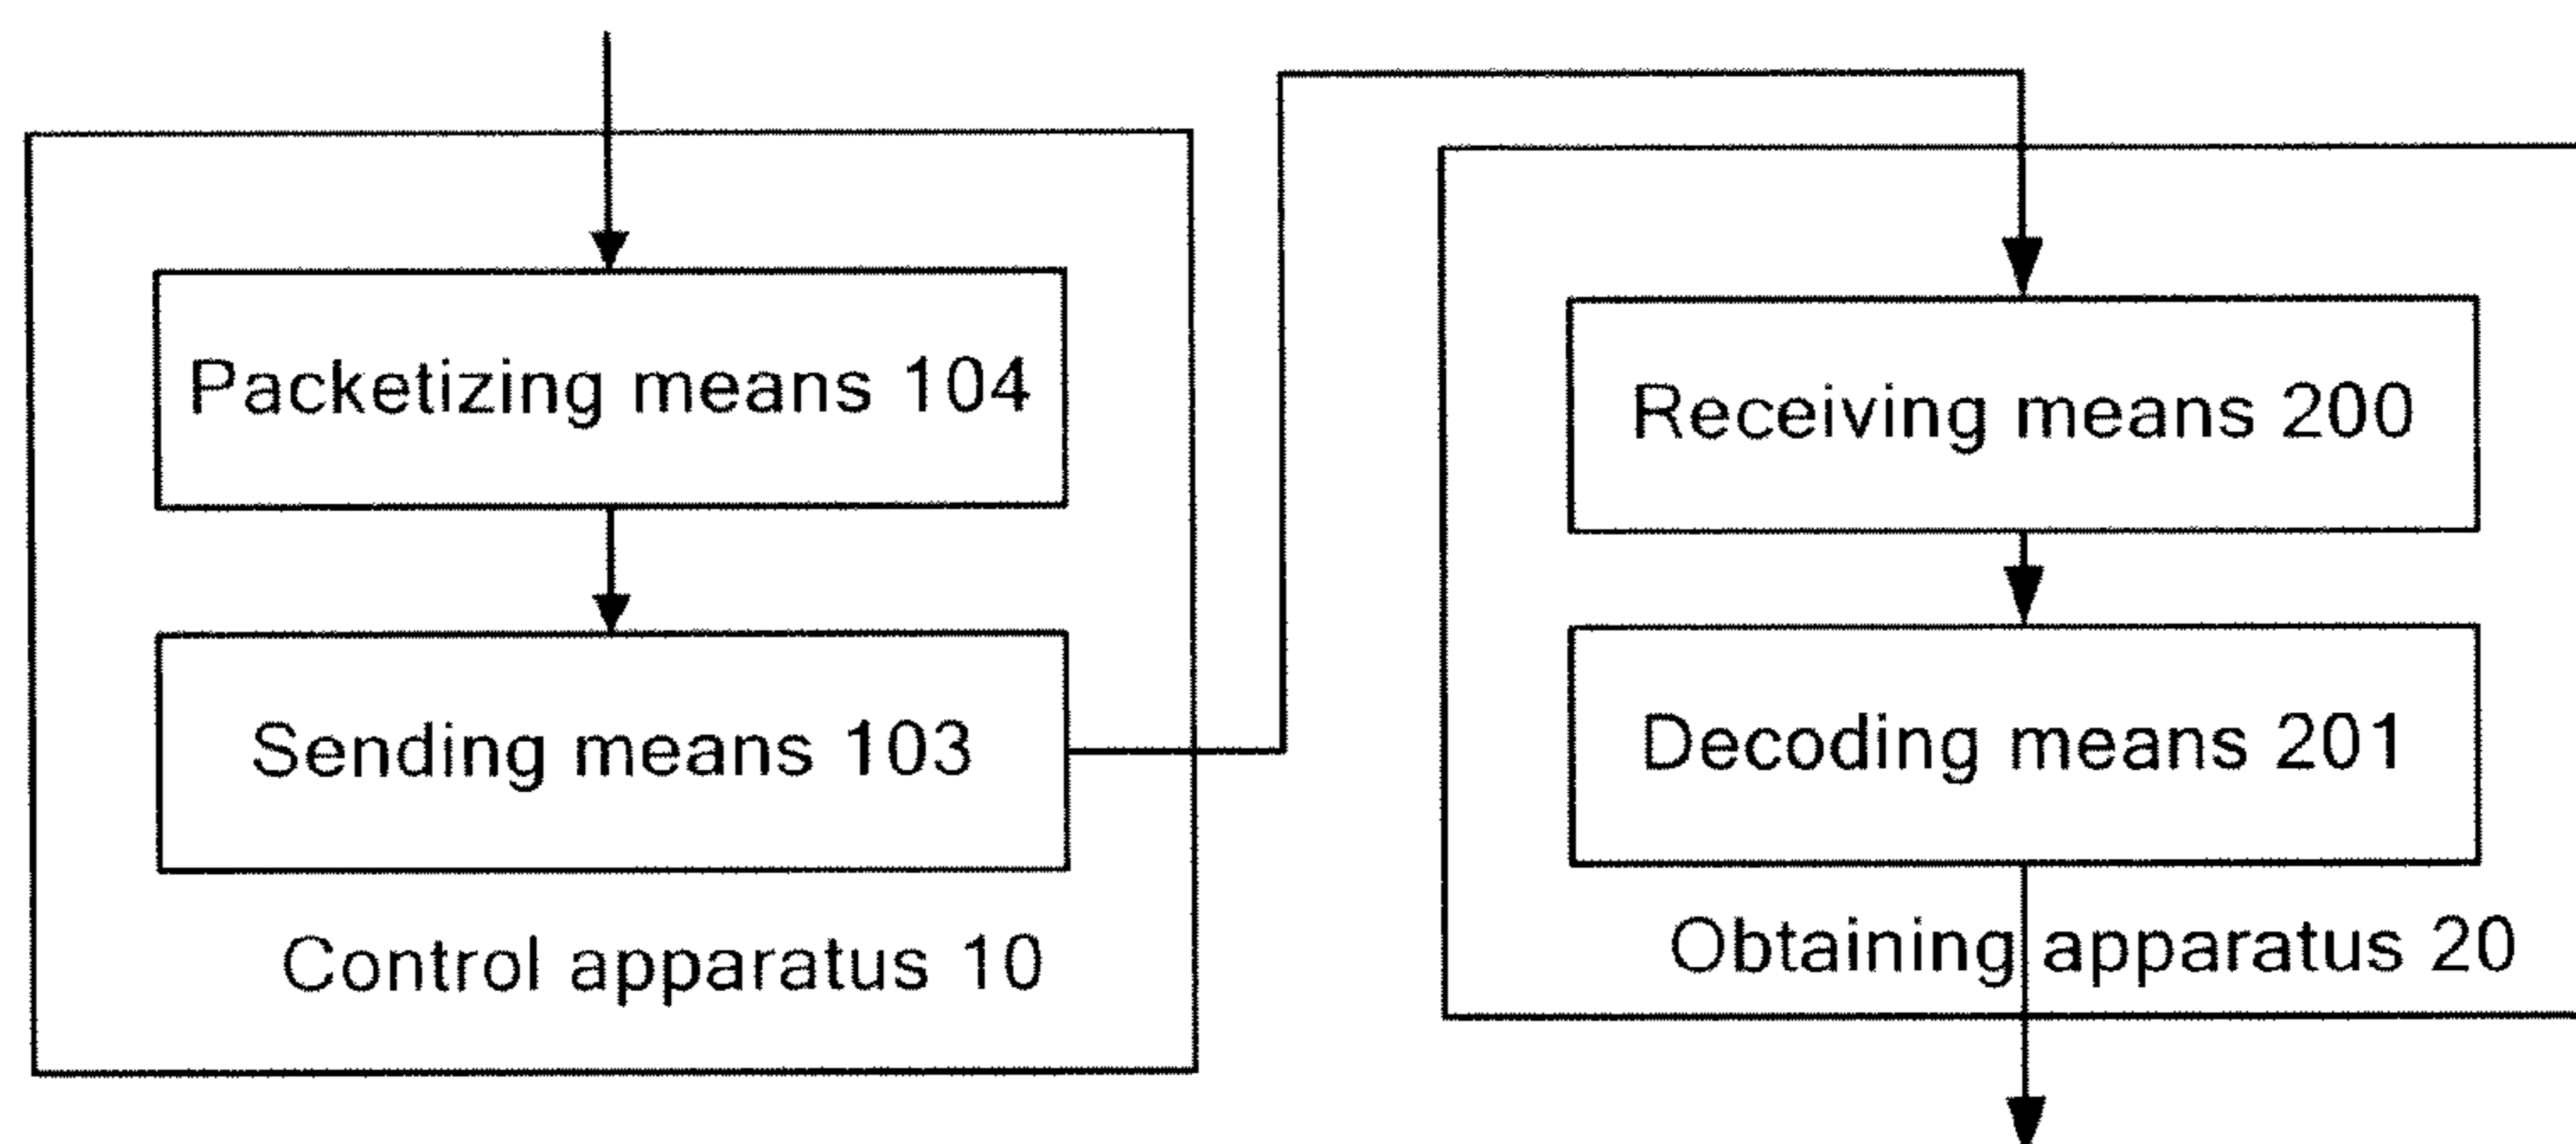 Packetizing means 104
Sending means 103
Control apparatus 10
Receiving means 200
Decoding means 201
Obtaining apparatus 20